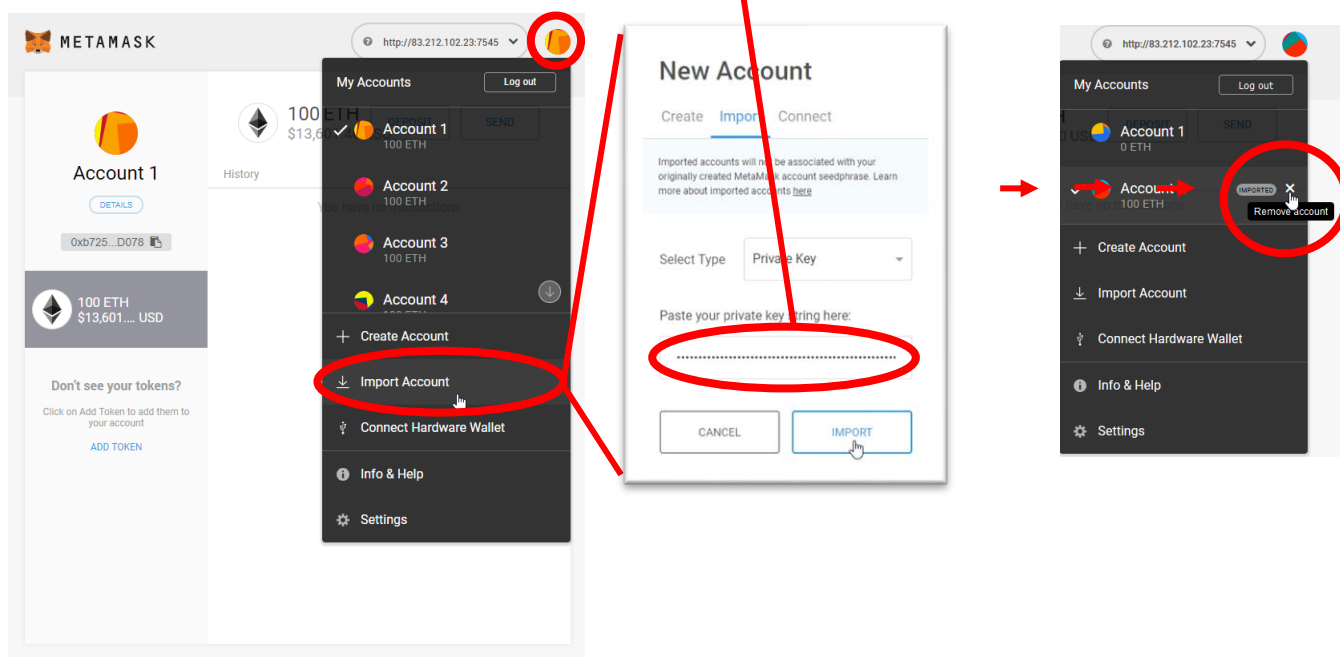 METAMASK
http://83.212.102.23:7545
Account 1
DETAILS
0xb725...D078
100 ETH
$13,601.... USD
Don't see your tokens?
Click on Add Token to add them to
your account
ADD TOKEN
100 ETH
$13,6
DEPOSIT
SEND
History
You have no transactions
My Accounts
Log out
Account 1
100 ETH
Account 2
100 ETH
Account 3
100 ETH
Account 4
100 ETH
Create Account
Import Account
Connect Hardware Wallet
Info & Help
Settings
New Account
Create Import Connect
Imported accounts will not be associated with your
originally created MetaMask account seedphrase. Learn
more about imported accounts here
Select Type Private Key
Paste your private key string here:
CANCEL
IMPORT
http://83.212.102.23:7545
My Accounts
Log out
DEPOSIT
SEND
Account 1
0 ETH
Account
IMPORTED
100 ETH
Remove account
Create Account
Import Account
Connect Hardware Wallet
Info & Help
Settings